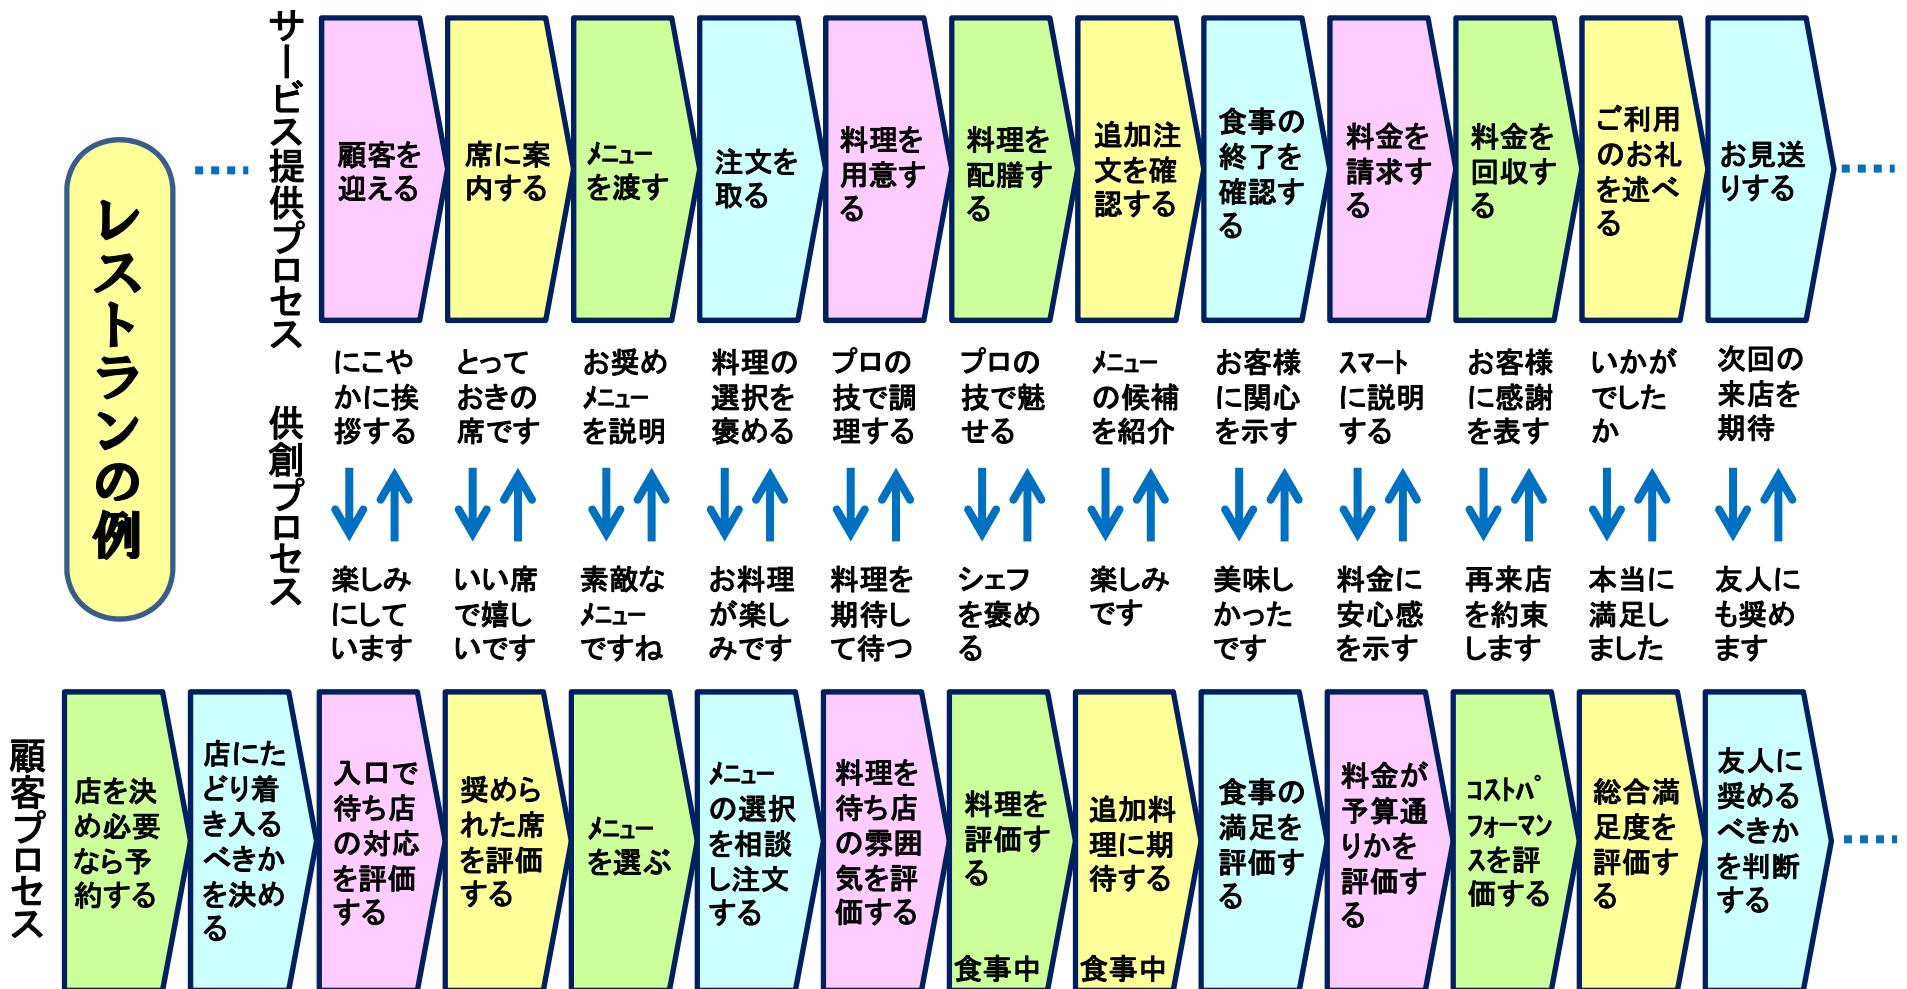 レストランの例
サービス提供プロセス
顧客を
迎える
席に案
内する
メニュー
を渡す
注文を
取る
料理を
用意す
る
料理を
配膳す
る
追加注
文を確
認する
食事の
終了を
確認す
る
料金を
請求す
る
料金を
回収す
る
ご利用
のお礼
を述べ
る
お見送
りする
供創プロセス
にこや
かに挨
拶する
とって
おきの
席です
お奨め
メニュー
を説明
料理の
選択を
褒める
プロの
技で調
理する
プロの
技で魅
せる
メニュー
の候補
を紹介
お客様
に関心
を示す
スマート
に説明
する
お客様
に感謝
を表す
いかが
でした
か
次回の
来店を
期待
楽しみ
にして
います
いい席
で嬉し
いです
素敵な
メニュー
ですね
お料理
が楽し
みです
料理を
期待し
て待つ
シェフ
を褒め
る
楽しみ
です
美味し
かった
です
料金に
安心感
を示す
再来店
を約束
します
本当に
満足し
ました
友人に
も奨め
ます
顧客プロセス
店を決
め必要
なら予
約する
店にた
どり着
き入る
べきか
を決め
る
入口で
待ち店
の対応
を評価
する
奨めら
れた席
を評価
する
メニュー
を選ぶ
メニュー
の選択
を相談
し注文
する
料理を
待ち店
の雰囲
気を評
価する
料理を
評価す
る
食事中
追加料
理に期
待する
食事中
食事の
満足を
評価す
る
料金が
予算通
りかを
評価す
る
コストパ
フォーマン
スを評
価する
総合満
足度を
評価す
る
友人に
奨める
べきか
を判断
する